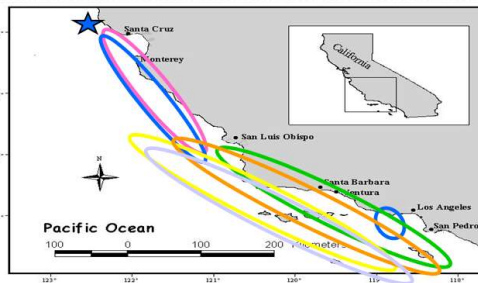 Santa Cruz
California
Monterey
San Luis Obispo
N
Santa Barbara
Ventura
Los Angeles
San Pedro
Pacific Ocean
100 0 100 200 Kilometers
123° 122° 121° 120° 119° 118°